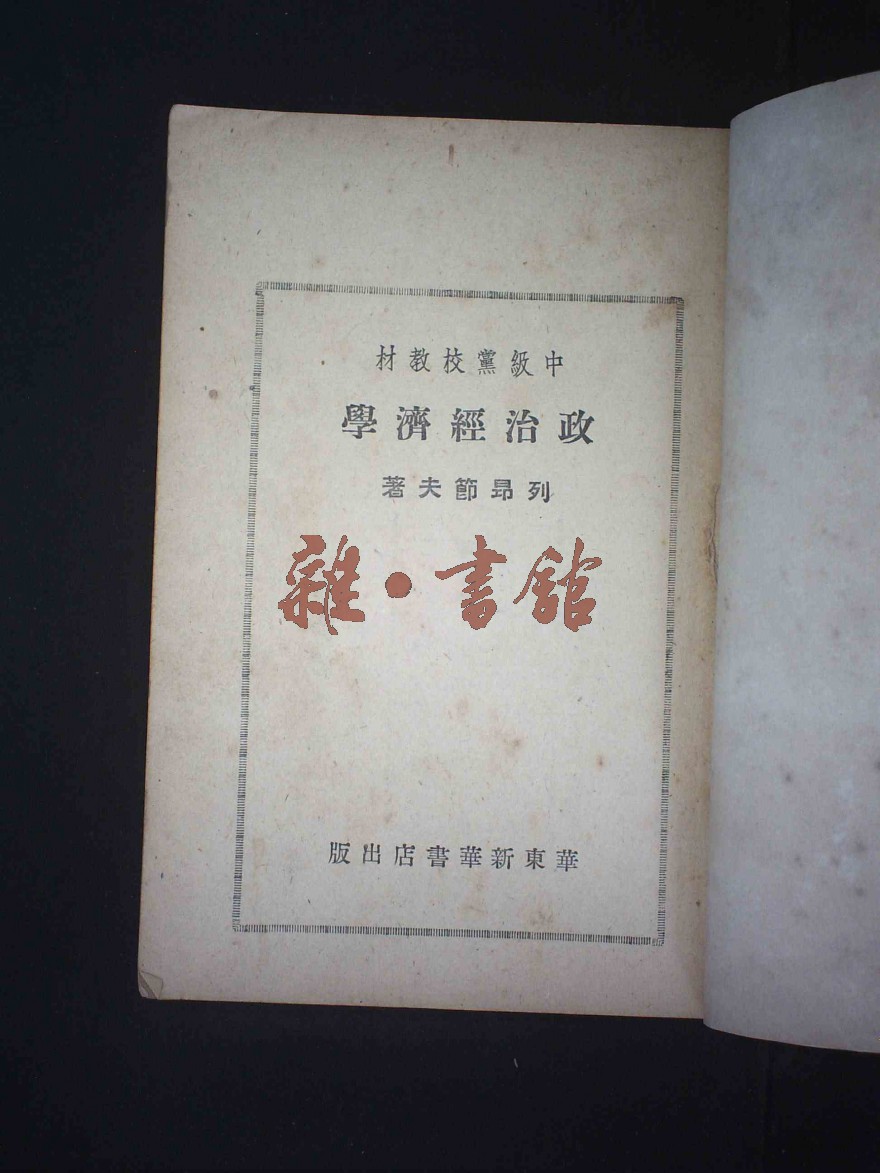 中級黨校教材
政治經濟學
列昂節夫著
雜·書館
華東新華書店出版